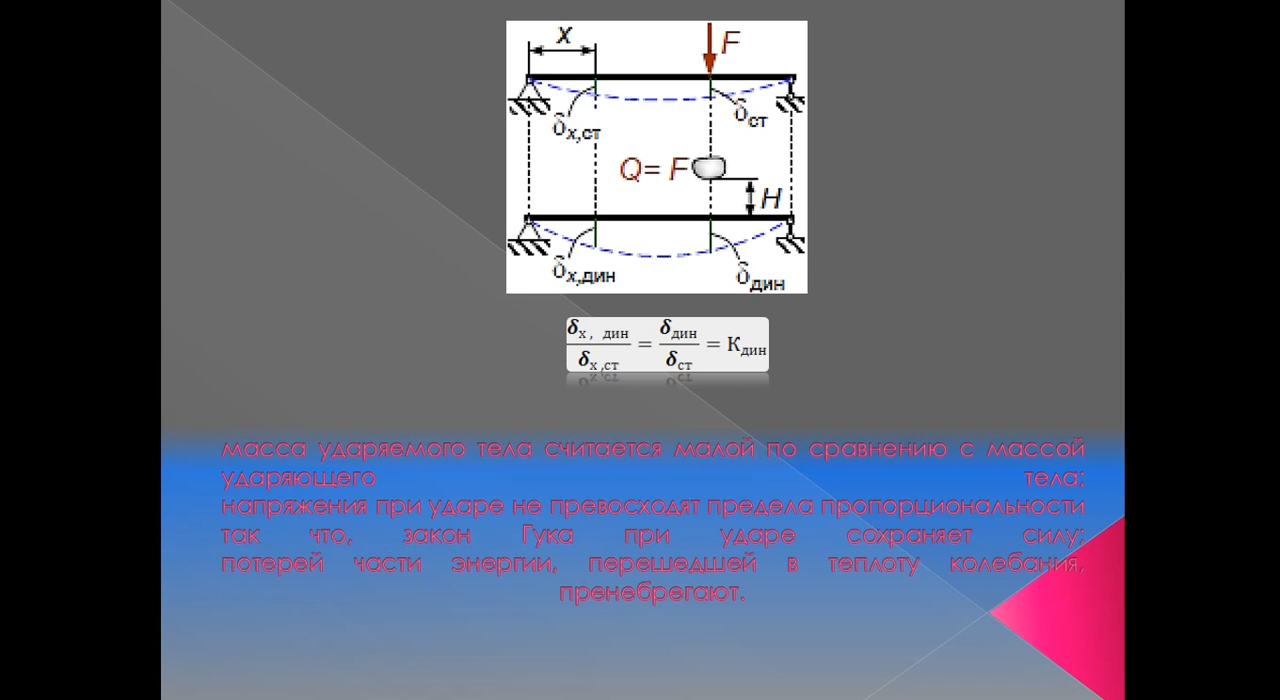 x
F
δx,ст
δст
Q= F
H
δx,дин
δдин
δх , дин / δх ,ст = δдин / δст = Кдин
масса ударяемого тела считается малой по сравнению с массой
ударяющего тела;
напряжения при ударе не превосходят предела пропорциональности
так что, закон Гука при ударе сохраняет силу;
потерей части энергии, перешедшей в теплоту колебания,
пренебрегают.